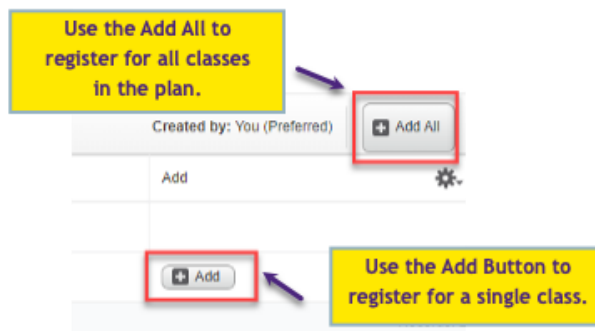 Use the Add All to
register for all classes
in the plan.
Created by: You (Preferred)
Add All
Add
Add
Use the Add Button to
register for a single class.